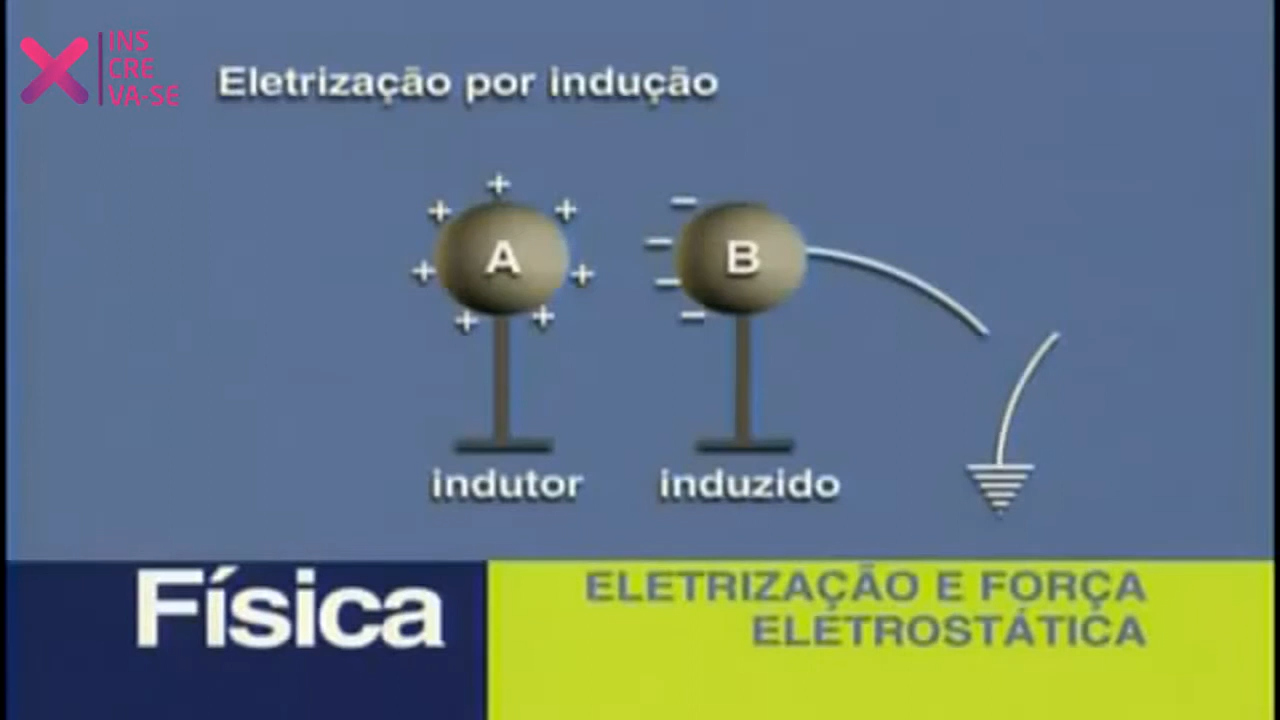 INS
CRE
VA-SE
Eletrização por indução
A
B
indutor
induzido
Física
ELETRIZAÇÃO E FORÇA
ELETROSTÁTICA